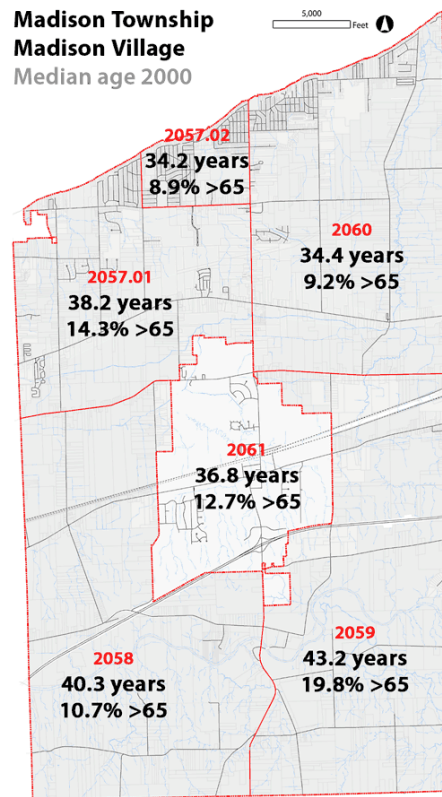 Madison Township
Madison Village
Median age 2000
5,000
Feet
2057.02
34.2 years
8.9% >65
2060
34.4 years
9.2% >65
2057.01
38.2 years
14.3% >65
2061
36.8 years
12.7% >65
2058
40.3 years
10.7% >65
2059
43.2 years
19.8% >65